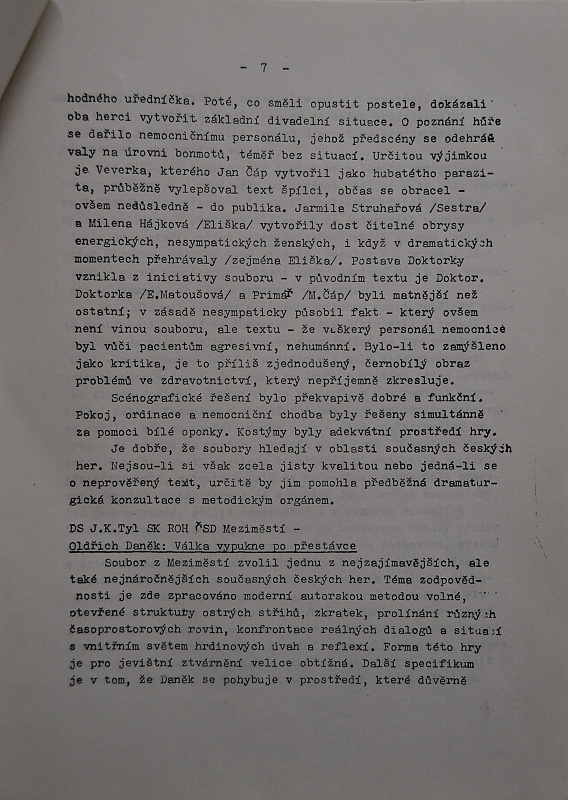 - 7 -
hodného uředníčka. Poté, co směli opustit postele, dokázali
oba herci vytvořit základní divadelní situace. O poznání hůře
se dařilo nemocničnímu personálu, jehož předscény se odehrá
valy na úrovni bonmotů, téměř bez situací. Určitou výjimkou
je Veverka, kterého Jan Čáp vytvořil jako hubatého parazi-
ta, průběžně vylepšoval text špílci, občas se obracel -
ovšem nedůsledně - do publika. Jarmila Struhařová /Sestra/
a Milena Hájková /Eliška/ vytvořily dost čitelné obrysy
energických, nesympatických ženských, i když v dramatických
momentech přehrávaly /zejména Eliška/. Postava Doktorky
vznikla z iniciativy souboru - v původním textu je Doktor.
Doktorka /E.Matoušová/ a Primář /M.Čáp/ byli matnější než
ostatní; v zásadě nesympaticky působil fakt - který ovšem
není vinou souboru, ale textu - že veškerý personál nemocnice
byl vůči pacientům agresivní, nehumánní. Bylo-li to zamýšleno
jako kritika, je to příliš zjednodušený, černobílý obraz
problémů ve zdravotnictví, který nepříjemně zkresluje.
Scénografické řešení bylo překvapivě dobré a funkční.
Pokoj, ordinace a nemocniční chodba byly řešeny simultánně
za pomoci bílé oponky. Kostýmy byly adekvátní prostředí hry.
Je dobře, že soubory hledají v oblasti současných českých
her. Nejsou-li si však zcela jisty kvalitou nebo jedná-li se
o neprověřený text, určitě by jim pomohla předběžná dramatur-
gická konzultace s metodickým orgánem.
DS J.K.Tyl SK ROH ČSD Meziměstí -
Oldřich Daněk: Válka vypukne po přestávce
Soubor z Meziměstí zvolil jednu z nejzajímavějších, ale
také nejnáročnějších současných českých her. Téma zodpověd-
nosti je zde zpracováno moderní autorskou metodou volné,
otevřené struktury ostrých střihů, zkratek, prolínání různých
časoprostorových rovin, konfrontace reálných dialogů a situací
s vnitřním světem hrdinových úvah a reflexí. Forma této hry
je pro jevištní ztvárnění velice obtížná. Další specifikum
je v tom, že Daněk se pohybuje v prostředí, které důvěrně